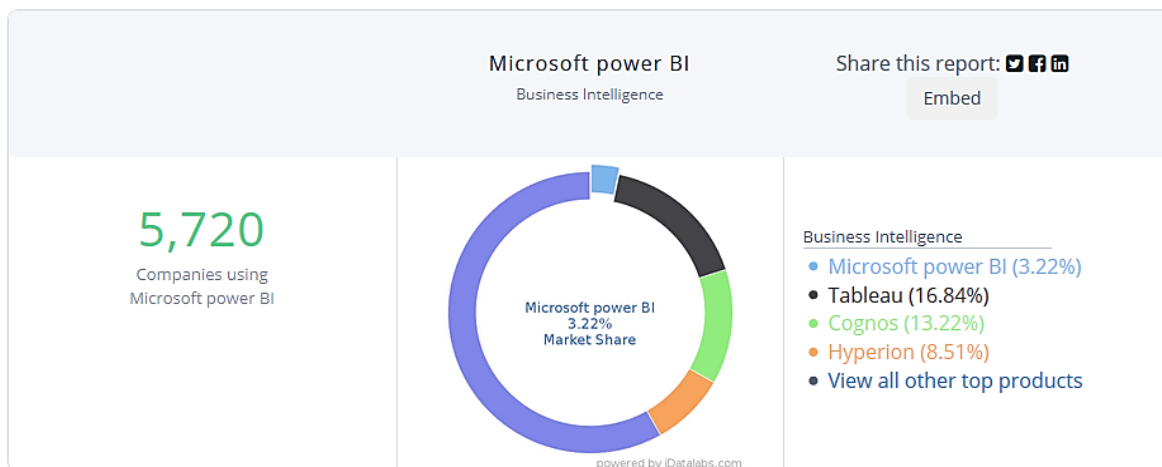 Microsoft power BI
Business Intelligence
Share this report:
Embed
5,720
Companies using
Microsoft power BI
Microsoft power BI
3.22%
Market Share
powered by iDatalabs.com
Business Intelligence
Microsoft power BI (3.22%)
Tableau (16.84%)
Cognos (13.22%)
Hyperion (8.51%)
View all other top products